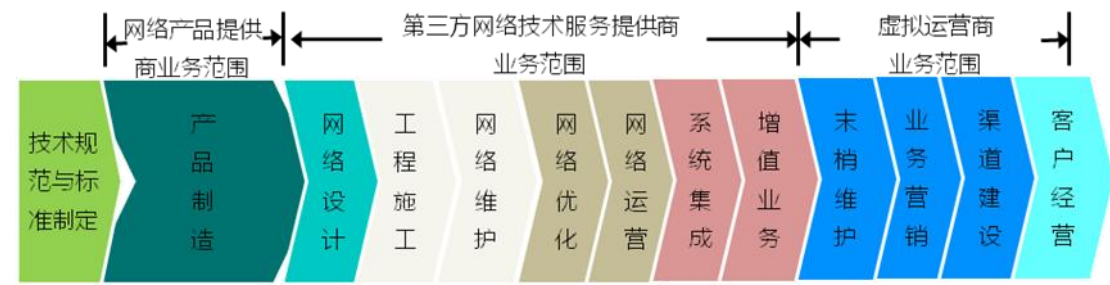 网络产品提供
商业务范围
第三方网络技术服务提供商
业务范围
虚拟运营商
业务范围
技术规
范与标
准制定
产品制造
网络设计
工程施工
网络维护
网络优化
网络运营
系统集成
增值业务
末梢维护
业务营销
渠道建设
客户经营